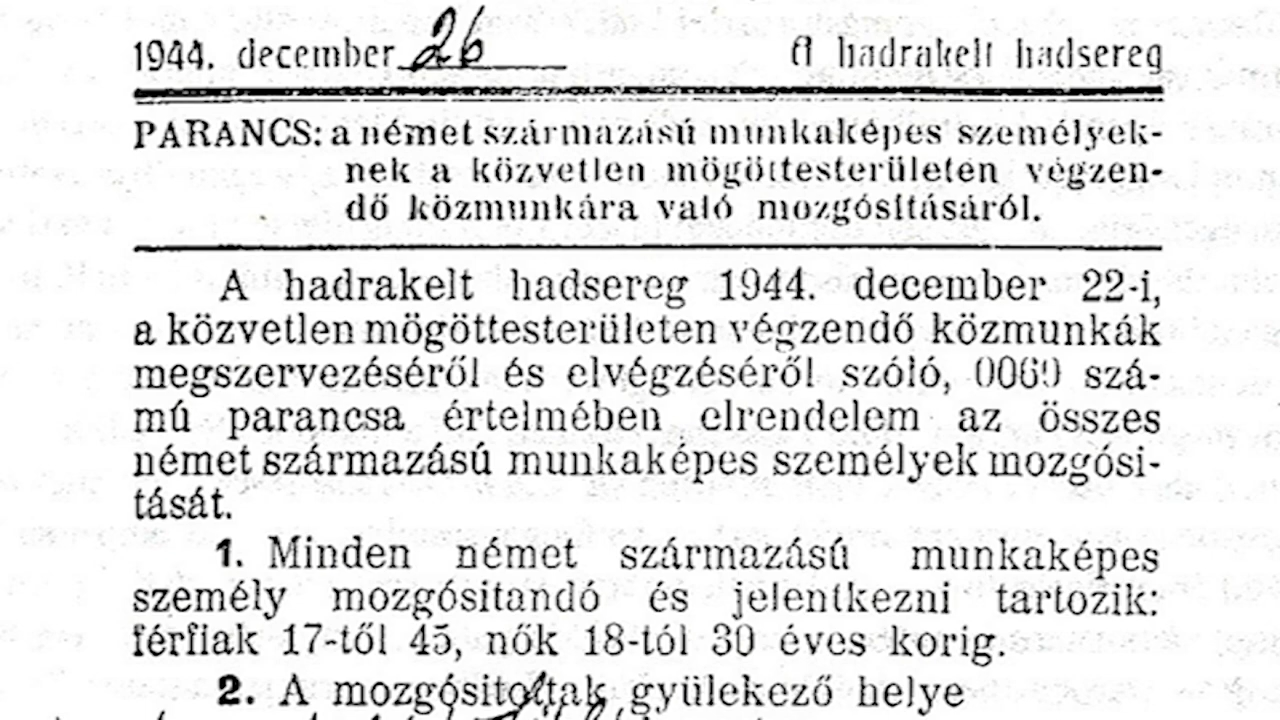 1944. december 26 A hadrakelt hadsereg
PARANCS: a német származású munkaképes személyek-
nek a közvetlen mögöttesterületen végzen-
dő közmunkára való mozgósitásáról.
A hadrakelt hadsereg 1944. december 22-i,
a közvetlen mögöttesterületen végzendő közmunkák
megszervezéséről és elvégzéséről szóló, 0060 szá-
mú parancsa értelmében elrendelem az összes
német származású munkaképes személyek mozgósi-
tását.
1. Minden német származású munkaképes
személy mozgósitandó és jelentkezni tartozik:
férfiak 17-től 45, nők 18-tól 30 éves korig.
2. A mozgósitottak gyülekező helye